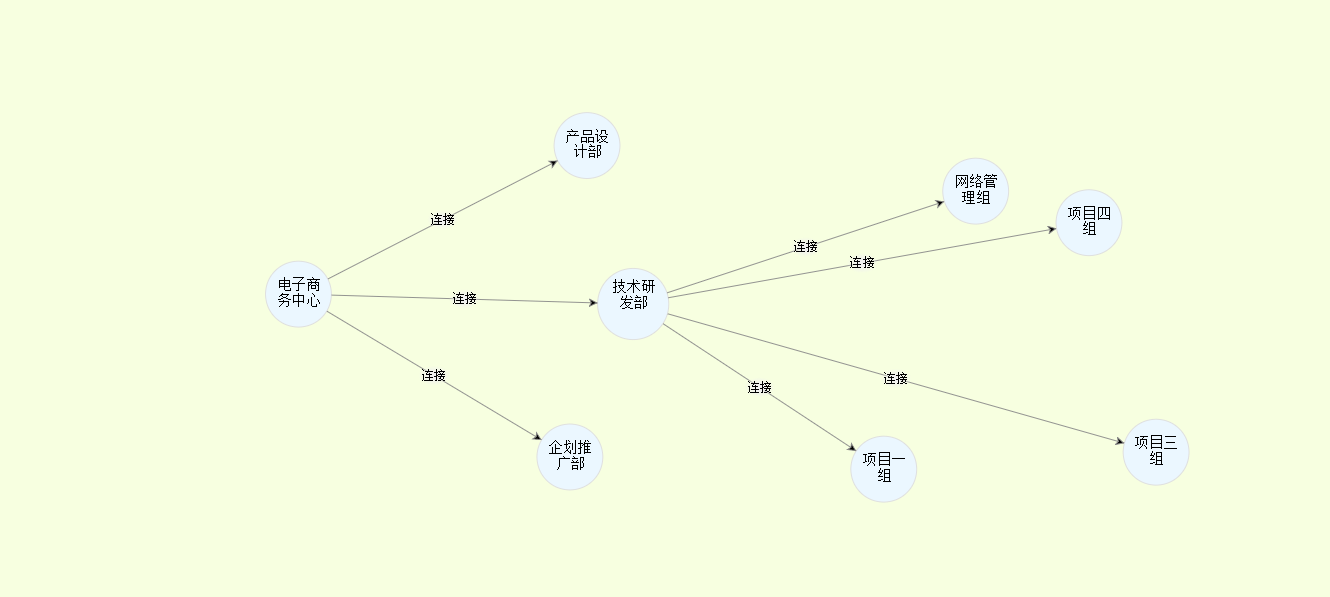 产品设
计部
网络管
理组
项目四
组
连接
连接
连接
电子商
务中心
连接
技术研
发部
连接
连接
连接
企划推
广部
项目一
组
项目三
组